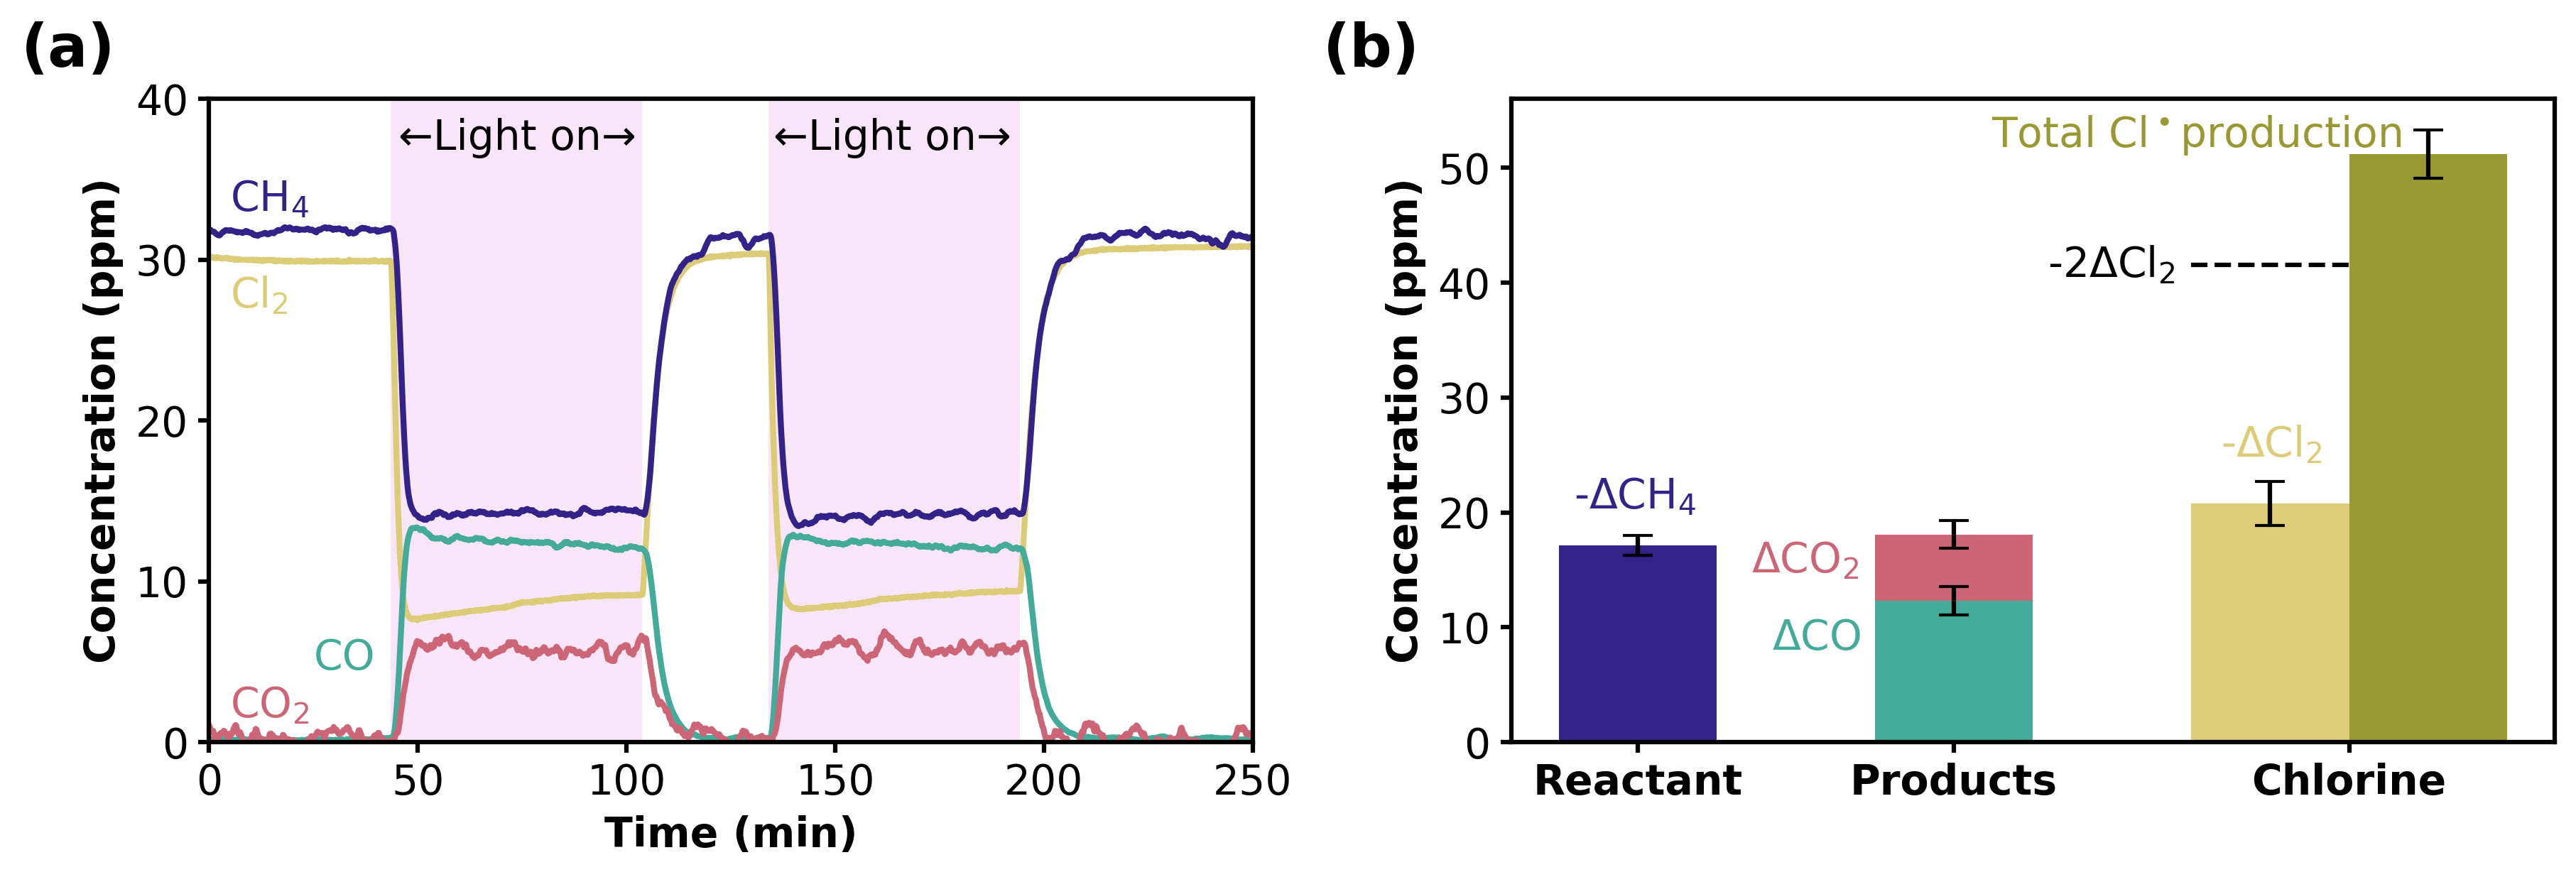 (a)
Concentration (ppm)
40
30
20
10
0
←Light on→
←Light on→
CH₄
Cl₂
CO
CO₂
0 50 100 150 200 250
Time (min)
(b)
Concentration (ppm)
50
40
30
20
10
0
Total Cl•production
-2ΔCl₂
-ΔCl₂
-ΔCH₄
ΔCO₂
ΔCO
Reactant Products Chlorine